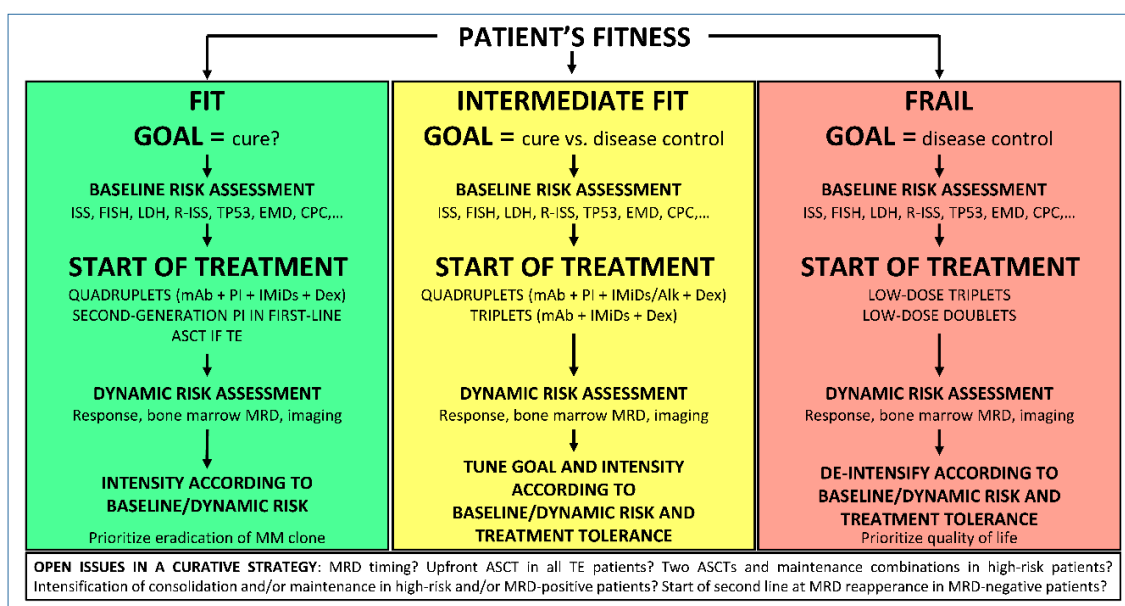 PATIENT'S FITNESS
FIT
GOAL = cure?
BASELINE RISK ASSESSMENT
ISS, FISH, LDH, R-ISS, TP53, EMD, CPC,...
START OF TREATMENT
QUADRUPLETS (mAb + PI + IMiDs + Dex)
SECOND-GENERATION PI IN FIRST-LINE
ASCT IF TE
DYNAMIC RISK ASSESSMENT
Response, bone marrow MRD, imaging
INTENSITY ACCORDING TO
BASELINE/DYNAMIC RISK
Prioritize eradication of MM clone
INTERMEDIATE FIT
GOAL = cure vs. disease control
BASELINE RISK ASSESSMENT
ISS, FISH, LDH, R-ISS, TP53, EMD, CPC,...
START OF TREATMENT
QUADRUPLETS (mAb + PI + IMiDs/Alk + Dex)
TRIPLETS (mAb + IMiDs + Dex)
DYNAMIC RISK ASSESSMENT
Response, bone marrow MRD, imaging
TUNE GOAL AND INTENSITY
ACCORDING TO
BASELINE/DYNAMIC RISK AND
TREATMENT TOLERANCE
FRAIL
GOAL = disease control
BASELINE RISK ASSESSMENT
ISS, FISH, LDH, R-ISS, TP53, EMD, CPC,...
START OF TREATMENT
LOW-DOSE TRIPLETS
LOW-DOSE DOUBLETS
DYNAMIC RISK ASSESSMENT
Response, bone marrow MRD, imaging
DE-INTENSIFY ACCORDING TO
BASELINE/DYNAMIC RISK AND
TREATMENT TOLERANCE
Prioritize quality of life
OPEN ISSUES IN A CURATIVE STRATEGY: MRD timing? Upfront ASCT in all TE patients? Two ASCTs and maintenance combinations in high-risk patients?
Intensification of consolidation and/or maintenance in high-risk and/or MRD-positive patients? Start of second line at MRD reapperance in MRD-negative patients?